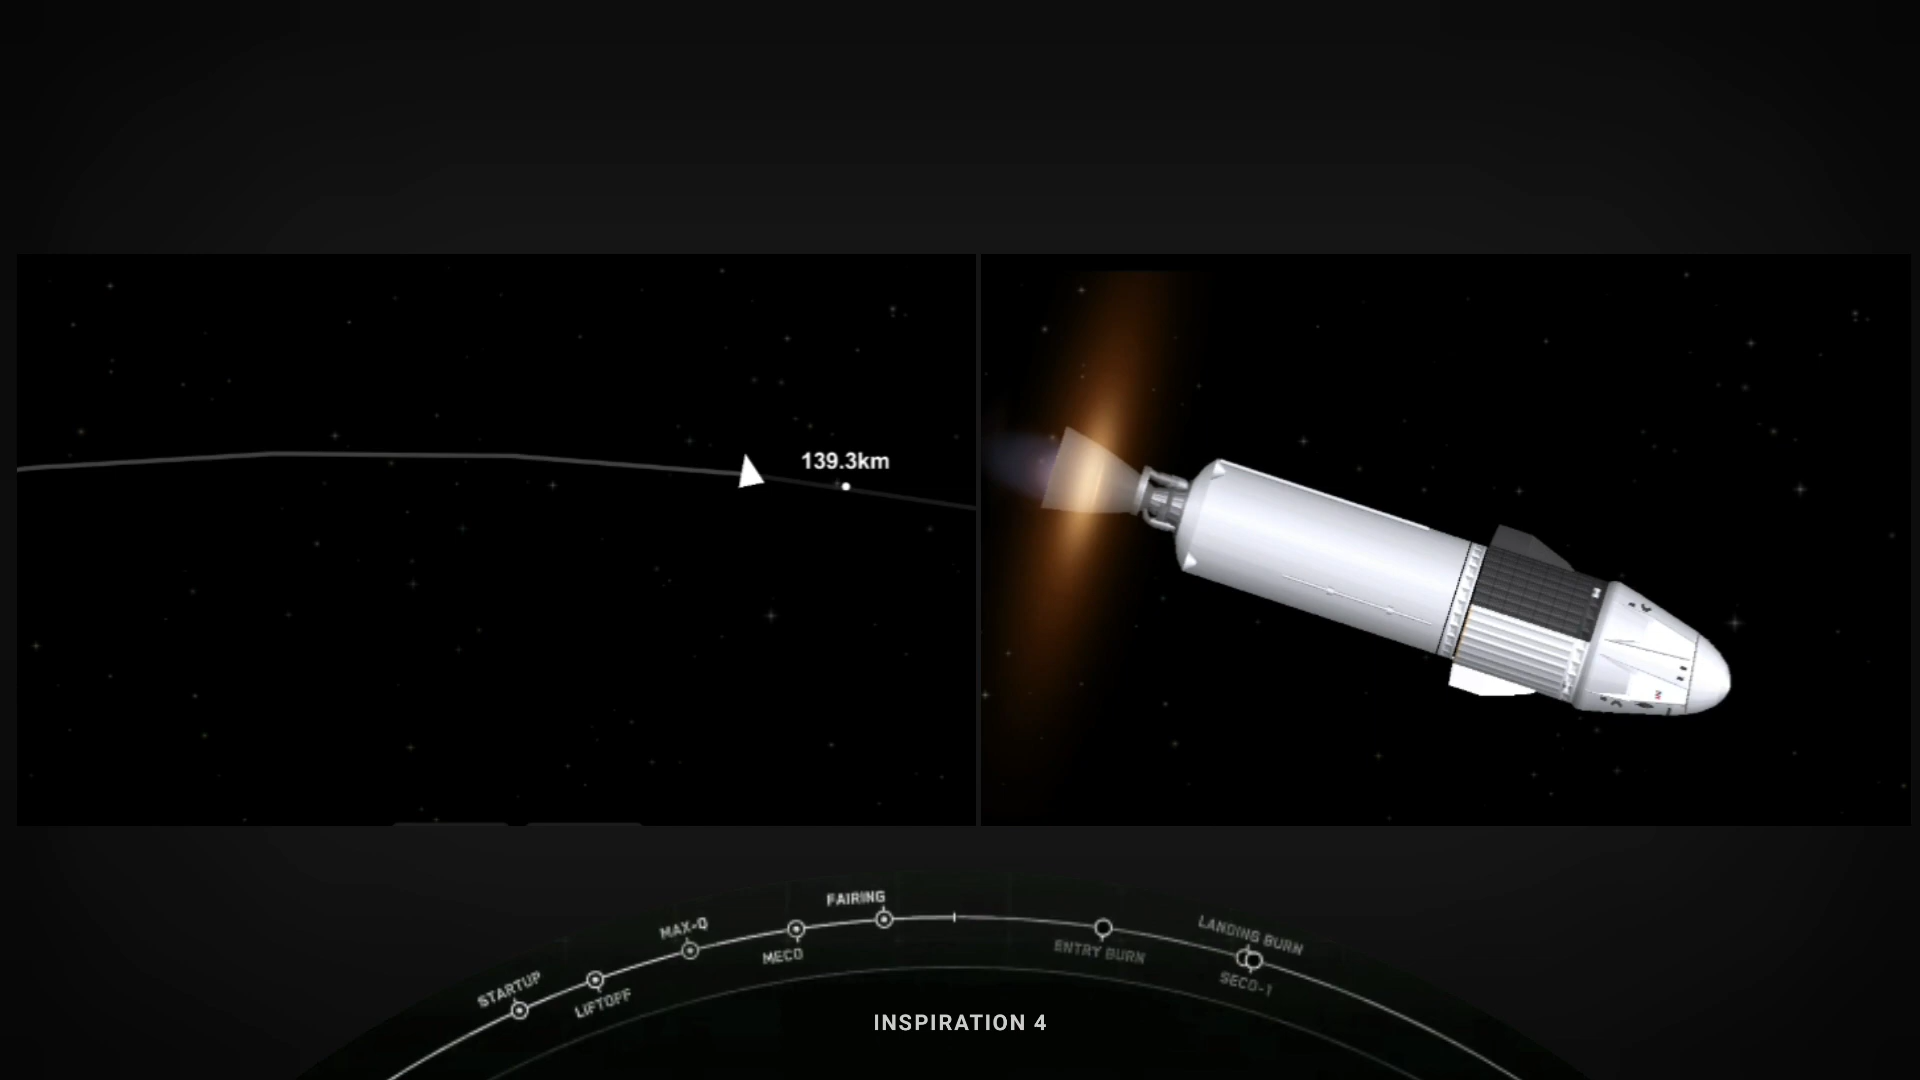 139.3km
STARTUP
LIFTOFF
MAX-Q
MECO
FAIRING
ENTRY BURN
LANDING BURN
SECO-1
INSPIRATION 4